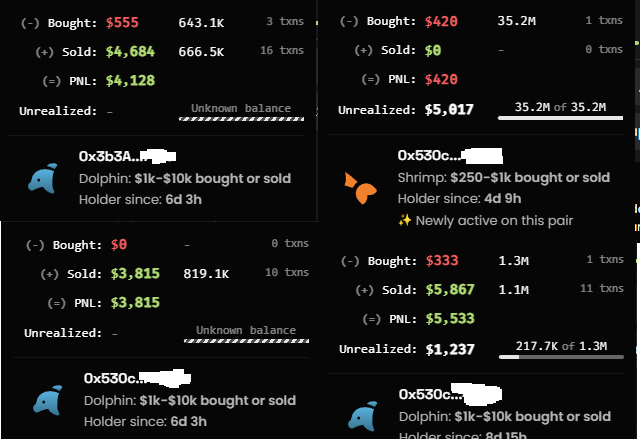 (-) Bought: $555 643.1K 3 txns
(+) Sold: $4,684 666.5K 16 txns
(=) PNL: $4,128
Unrealized: – Unknown balance
0x3b3A...
Dolphin: $1k-$10k bought or sold
Holder since: 6d 3h
(-) Bought: $420 35.2M 1 txns
(+) Sold: $0 – 0 txns
(=) PNL: $420
Unrealized: $5,017 35.2M of 35.2M
0x530c...
Shrimp: $250-$1k bought or sold
Holder since: 4d 9h
✨ Newly active on this pair
(-) Bought: $0 – 0 txns
(+) Sold: $3,815 819.1K 10 txns
(=) PNL: $3,815
Unrealized: – Unknown balance
0x530c...
Dolphin: $1k-$10k bought or sold
Holder since: 6d 3h
(-) Bought: $333 1.3M 1 txns
(+) Sold: $5,867 1.1M 11 txns
(=) PNL: $5,533
Unrealized: $1,237 217.7K of 1.3M
0x530c...
Dolphin: $1k-$10k bought or sold
Holder since: 8d 15h